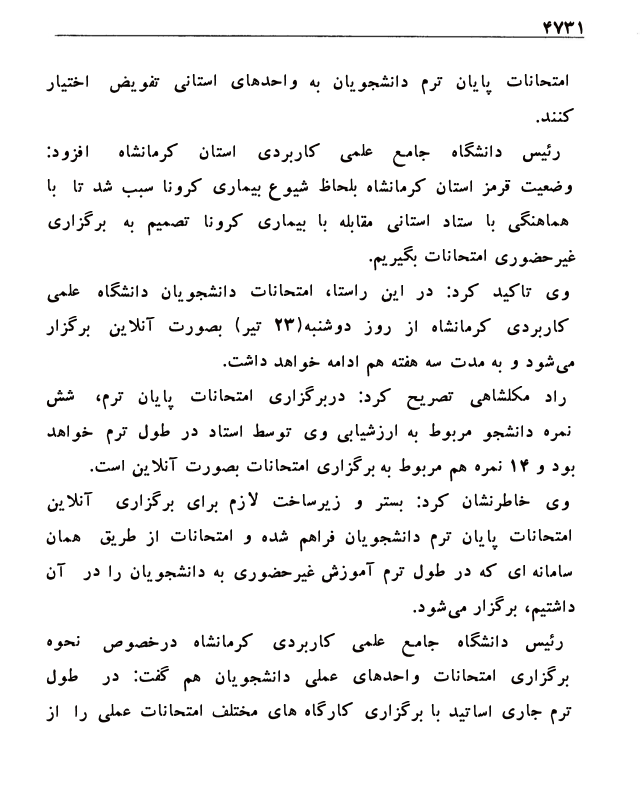 ۴۷۳۱
امتحانات پایان ترم دانشجویان به واحدهای استانی تفویض اختیار
کنند.
رئیس دانشگاه جامع علمی کاربردی استان کرمانشاه افزود:
وضعیت قرمز استان کرمانشاه بلحاظ شیوع بیماری کرونا سبب شد تا با
هماهنگی با ستاد استانی مقابله با بیماری کرونا تصمیم به برگزاری
غیرحضوری امتحانات بگیریم.
وی تاکید کرد: در این راستا، امتحانات دانشجویان دانشگاه علمی
کاربردی کرمانشاه از روز دوشنبه(۲۳ تیر) بصورت آنلاین برگزار
می‌شود و به مدت سه هفته هم ادامه خواهد داشت.
راد مکلشاهی تصریح کرد: دربرگزاری امتحانات پایان ترم، شش
نمره دانشجو مربوط به ارزشیابی وی توسط استاد در طول ترم خواهد
بود و ۱۴ نمره هم مربوط به برگزاری امتحانات بصورت آنلاین است.
وی خاطرنشان کرد: بستر و زیرساخت لازم برای برگزاری آنلاین
امتحانات پایان ترم دانشجویان فراهم شده و امتحانات از طریق همان
سامانه ای که در طول ترم آموزش غیرحضوری به دانشجویان را در آن
داشتیم، برگزار می‌شود.
رئیس دانشگاه جامع علمی کاربردی کرمانشاه درخصوص نحوه
برگزاری امتحانات واحدهای عملی دانشجویان هم گفت: در طول
ترم جاری اساتید با برگزاری کارگاه های مختلف امتحانات عملی را از